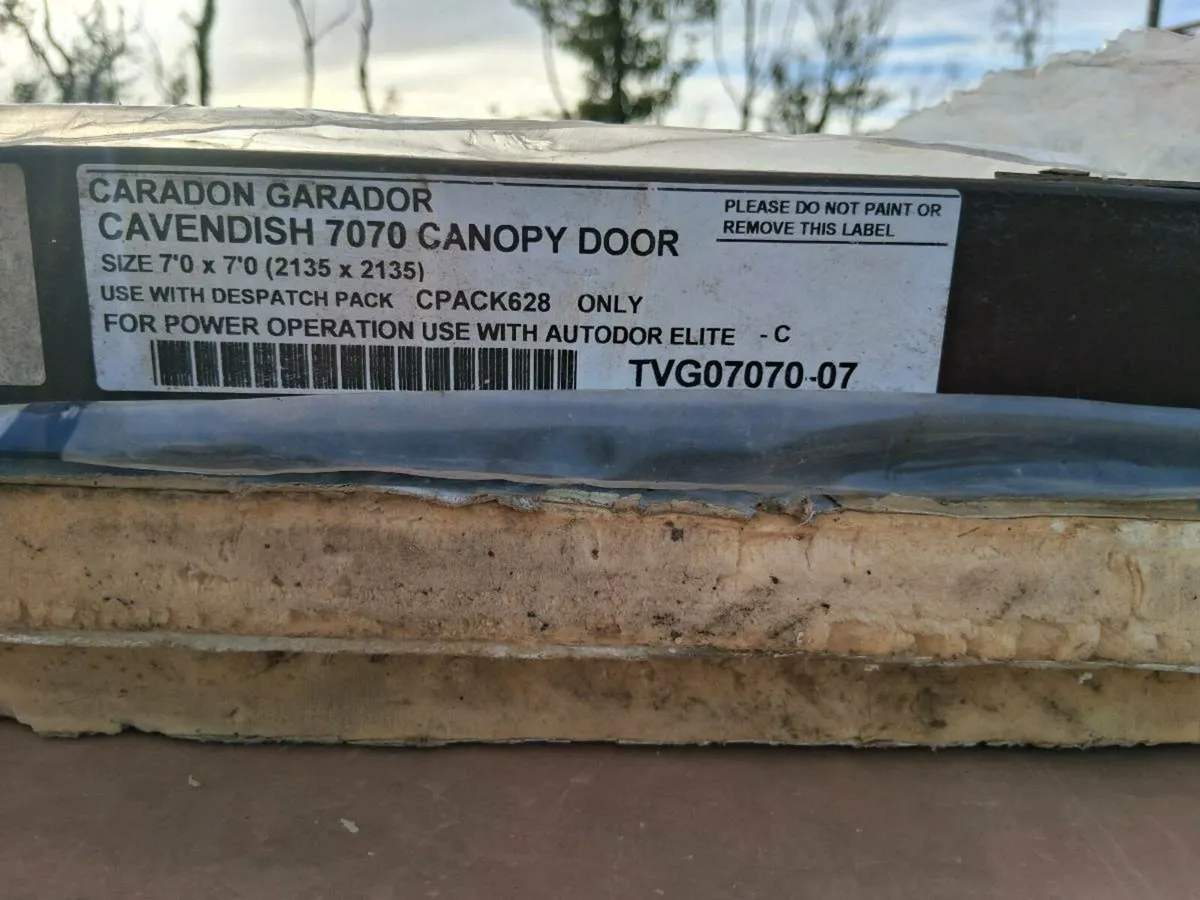 CARADON GARADOR
CAVENDISH 7070 CANOPY DOOR
SIZE 7'0 x 7'0 (2135 x 2135)
USE WITH DESPATCH PACK CPACK628 ONLY
FOR POWER OPERATION USE WITH AUTODOR ELITE - C
TVG07070-07
PLEASE DO NOT PAINT OR
REMOVE THIS LABEL